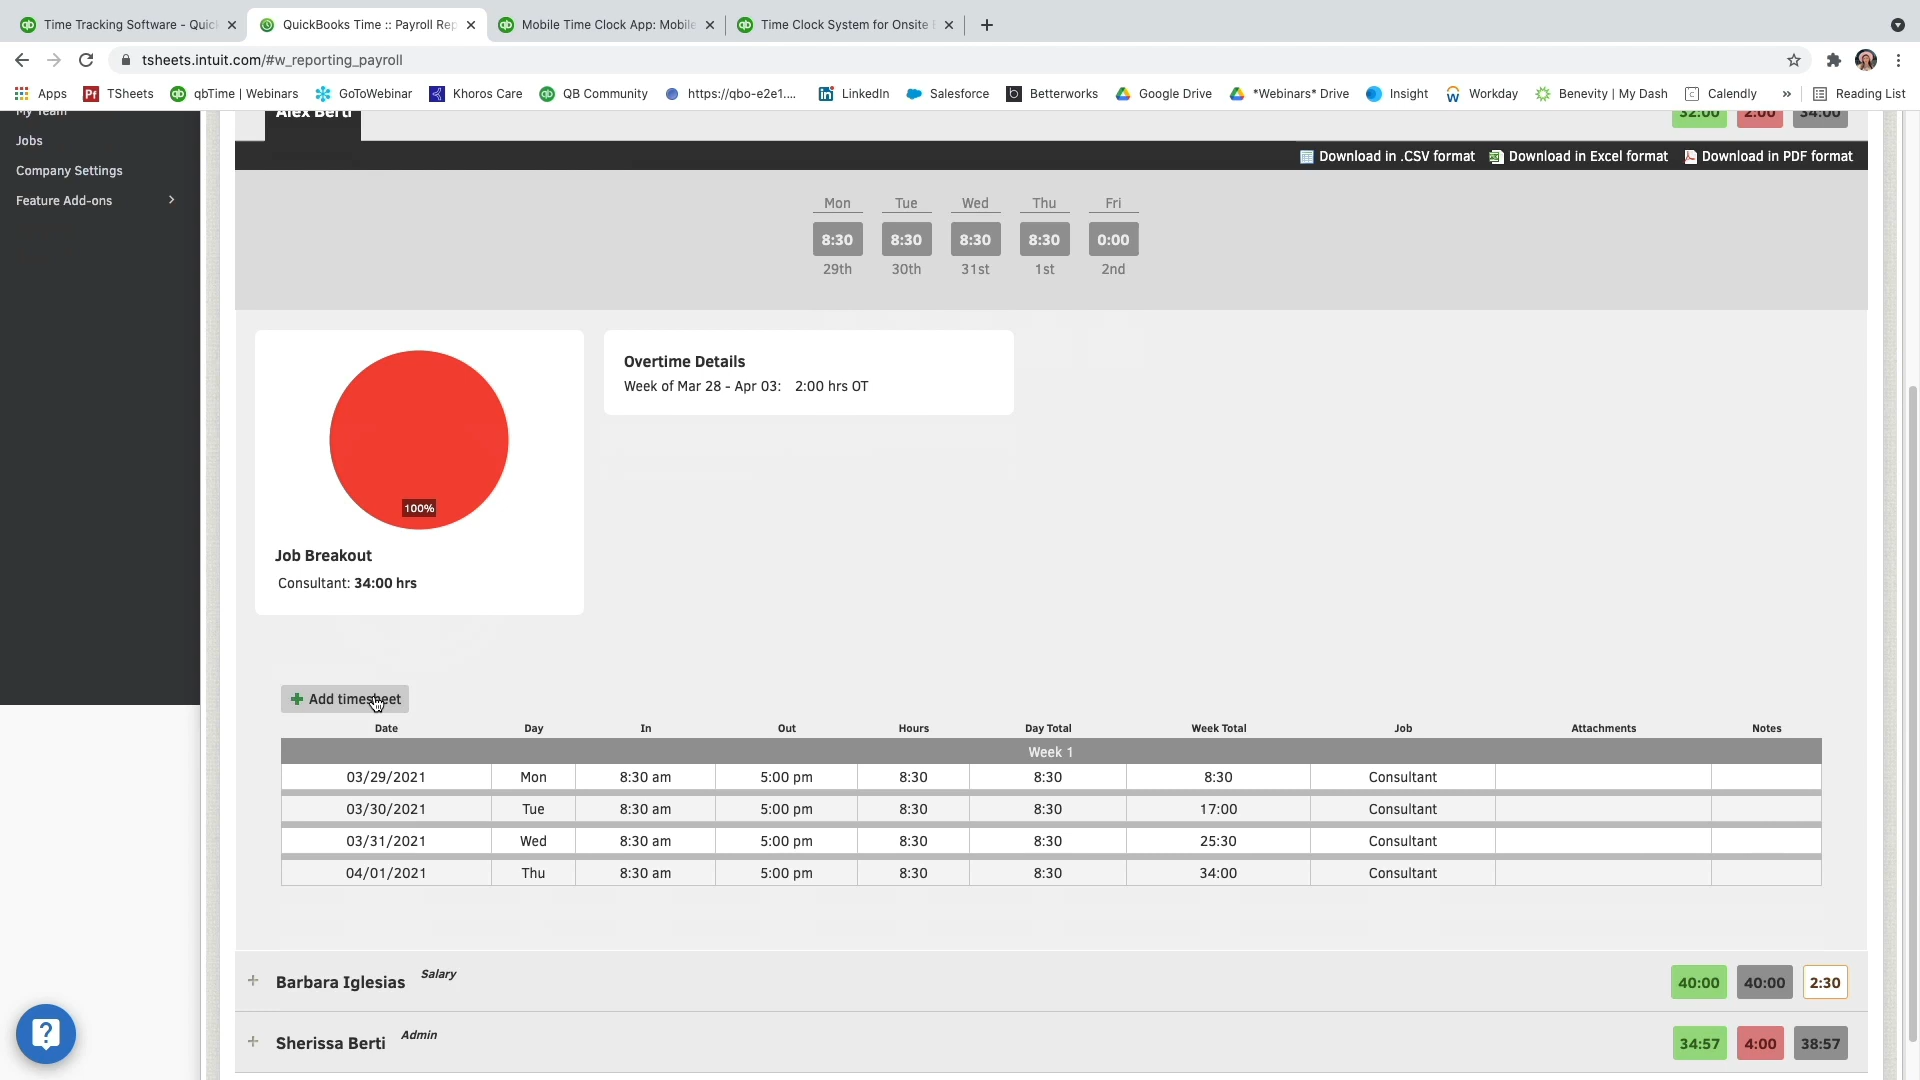 Time Tracking Software - Quic
QuickBooks Time :: Payroll Rep
Mobile Time Clock App: Mobile
Time Clock System for Onsite E
tsheets.intuit.com/#w_reporting_payroll
Apps
TSheets
qbTime | Webinars
GoToWebinar
Khoros Care
QB Community
https://qbo-e2e1....
LinkedIn
Salesforce
Betterworks
Google Drive
*Webinars* Drive
Insight
Workday
Benevity | My Dash
Calendly
»
Reading List
My Team
Jobs
Company Settings
Feature Add-ons
Alex Berti
32:00 2:00 34:00
Download in .CSV format Download in Excel format Download in PDF format
Mon Tue Wed Thu Fri
8:30 8:30 8:30 8:30 0:00
29th 30th 31st 1st 2nd
100%
Job Breakout
Consultant: 34:00 hrs
Overtime Details
Week of Mar 28 - Apr 03: 2:00 hrs OT
Add timesheet
Date Day In Out Hours Day Total Week Total Job Attachments Notes
Week 1
03/29/2021 Mon 8:30 am 5:00 pm 8:30 8:30 8:30 Consultant
03/30/2021 Tue 8:30 am 5:00 pm 8:30 8:30 17:00 Consultant
03/31/2021 Wed 8:30 am 5:00 pm 8:30 8:30 25:30 Consultant
04/01/2021 Thu 8:30 am 5:00 pm 8:30 8:30 34:00 Consultant
+ Barbara Iglesias Salary 40:00 40:00 2:30
+ Sherissa Berti Admin 34:57 4:00 38:57